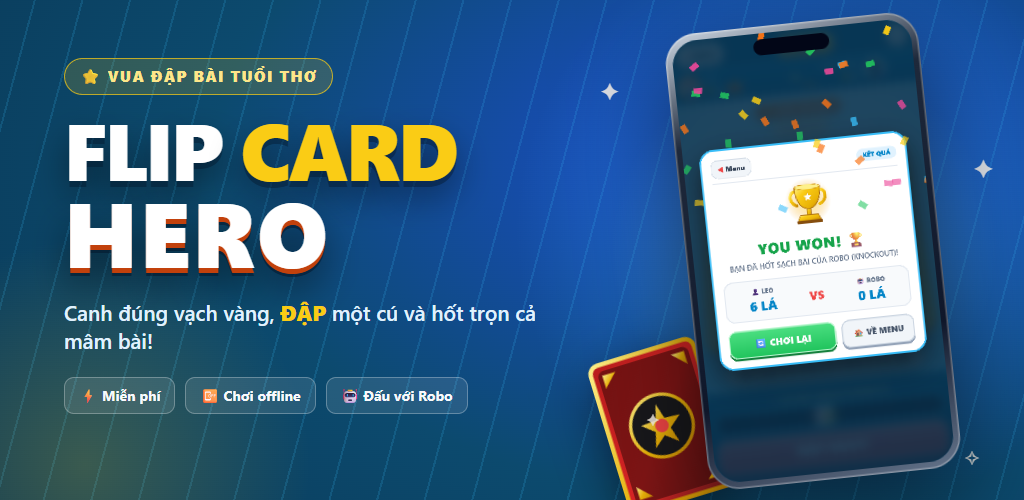 VUA ĐẬP BÀI TUỔI THƠ
FLIP CARD
HERO
Canh đúng vạch vàng, ĐẬP một cú và hốt trọn cả
mâm bài!
Miễn phí
Chơi offline
Đấu với Robo
Menu
KẾT QUẢ
YOU WON!
BẠN ĐÃ HỐT SẠCH BÀI CỦA ROBO (KNOCKOUT)!
LEO
6 LÁ
VS
ROBO
0 LÁ
CHƠI LẠI
VỀ MENU